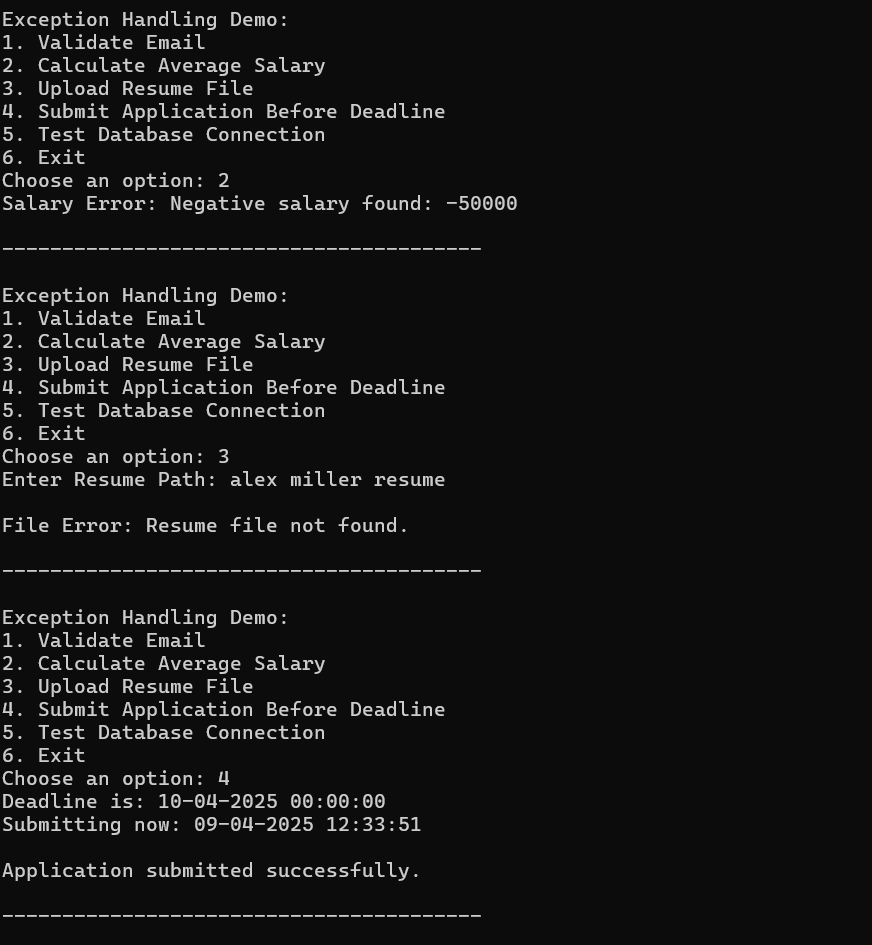 Exception Handling Demo:
1. Validate Email
2. Calculate Average Salary
3. Upload Resume File
4. Submit Application Before Deadline
5. Test Database Connection
6. Exit
Choose an option: 2
Salary Error: Negative salary found: -50000
----------------------------------------
Exception Handling Demo:
1. Validate Email
2. Calculate Average Salary
3. Upload Resume File
4. Submit Application Before Deadline
5. Test Database Connection
6. Exit
Choose an option: 3
Enter Resume Path: alex miller resume
File Error: Resume file not found.
----------------------------------------
Exception Handling Demo:
1. Validate Email
2. Calculate Average Salary
3. Upload Resume File
4. Submit Application Before Deadline
5. Test Database Connection
6. Exit
Choose an option: 4
Deadline is: 10-04-2025 00:00:00
Submitting now: 09-04-2025 12:33:51
Application submitted successfully.
----------------------------------------